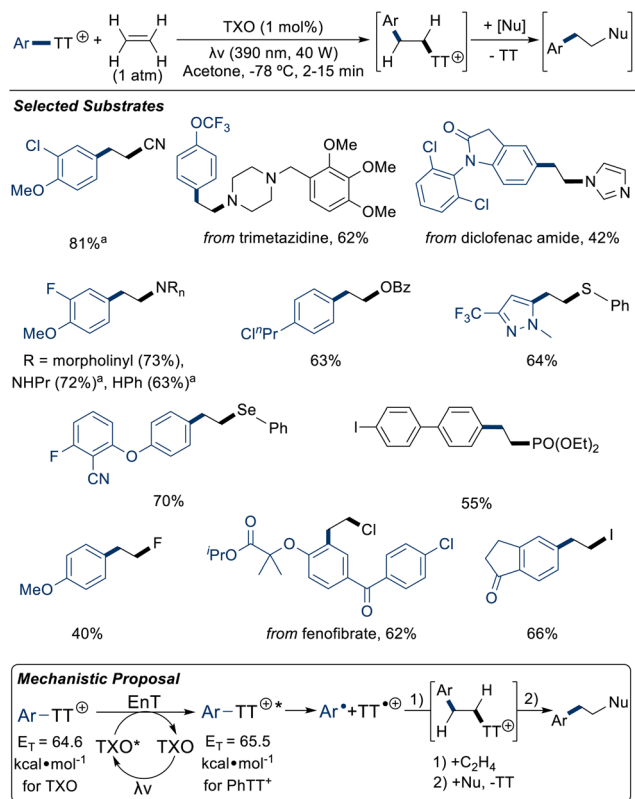 Ar—TT⊕ + H H H H (1 atm) TXO (1 mol%) λν (390 nm, 40 W) Acetone, -78 ºC, 2-15 min [Ar H H TT⊕] + [Nu] - TT [Ar Nu]
Selected Substrates
Cl MeO CN
81%ᵃ
OCF₃ N N OMe OMe OMe
from trimetazidine, 62%
O N Cl Cl N N
from diclofenac amide, 42%
F MeO NRₙ
R = morpholinyl (73%),
NHPr (72%)ᵃ, HPh (63%)ᵃ
OBz ClⁿPr
63%
F₃C N N S Ph
64%
F CN O Se Ph
70%
I PO(OEt)₂
55%
MeO F
40%
ⁱPrO O O Cl O Cl
from fenofibrate, 62%
O I
66%
Mechanistic Proposal
Ar–TT⊕ EnT Ar–TT⊕* Ar•+TT•⊕ 1) [Ar H H TT⊕] 2) Ar Nu
TXO* TXO
λν
E_T = 64.6
kcal•mol⁻¹
for TXO
E_T = 65.5
kcal•mol⁻¹
for PhTT⁺
1) +C₂H₄
2) +Nu, -TT